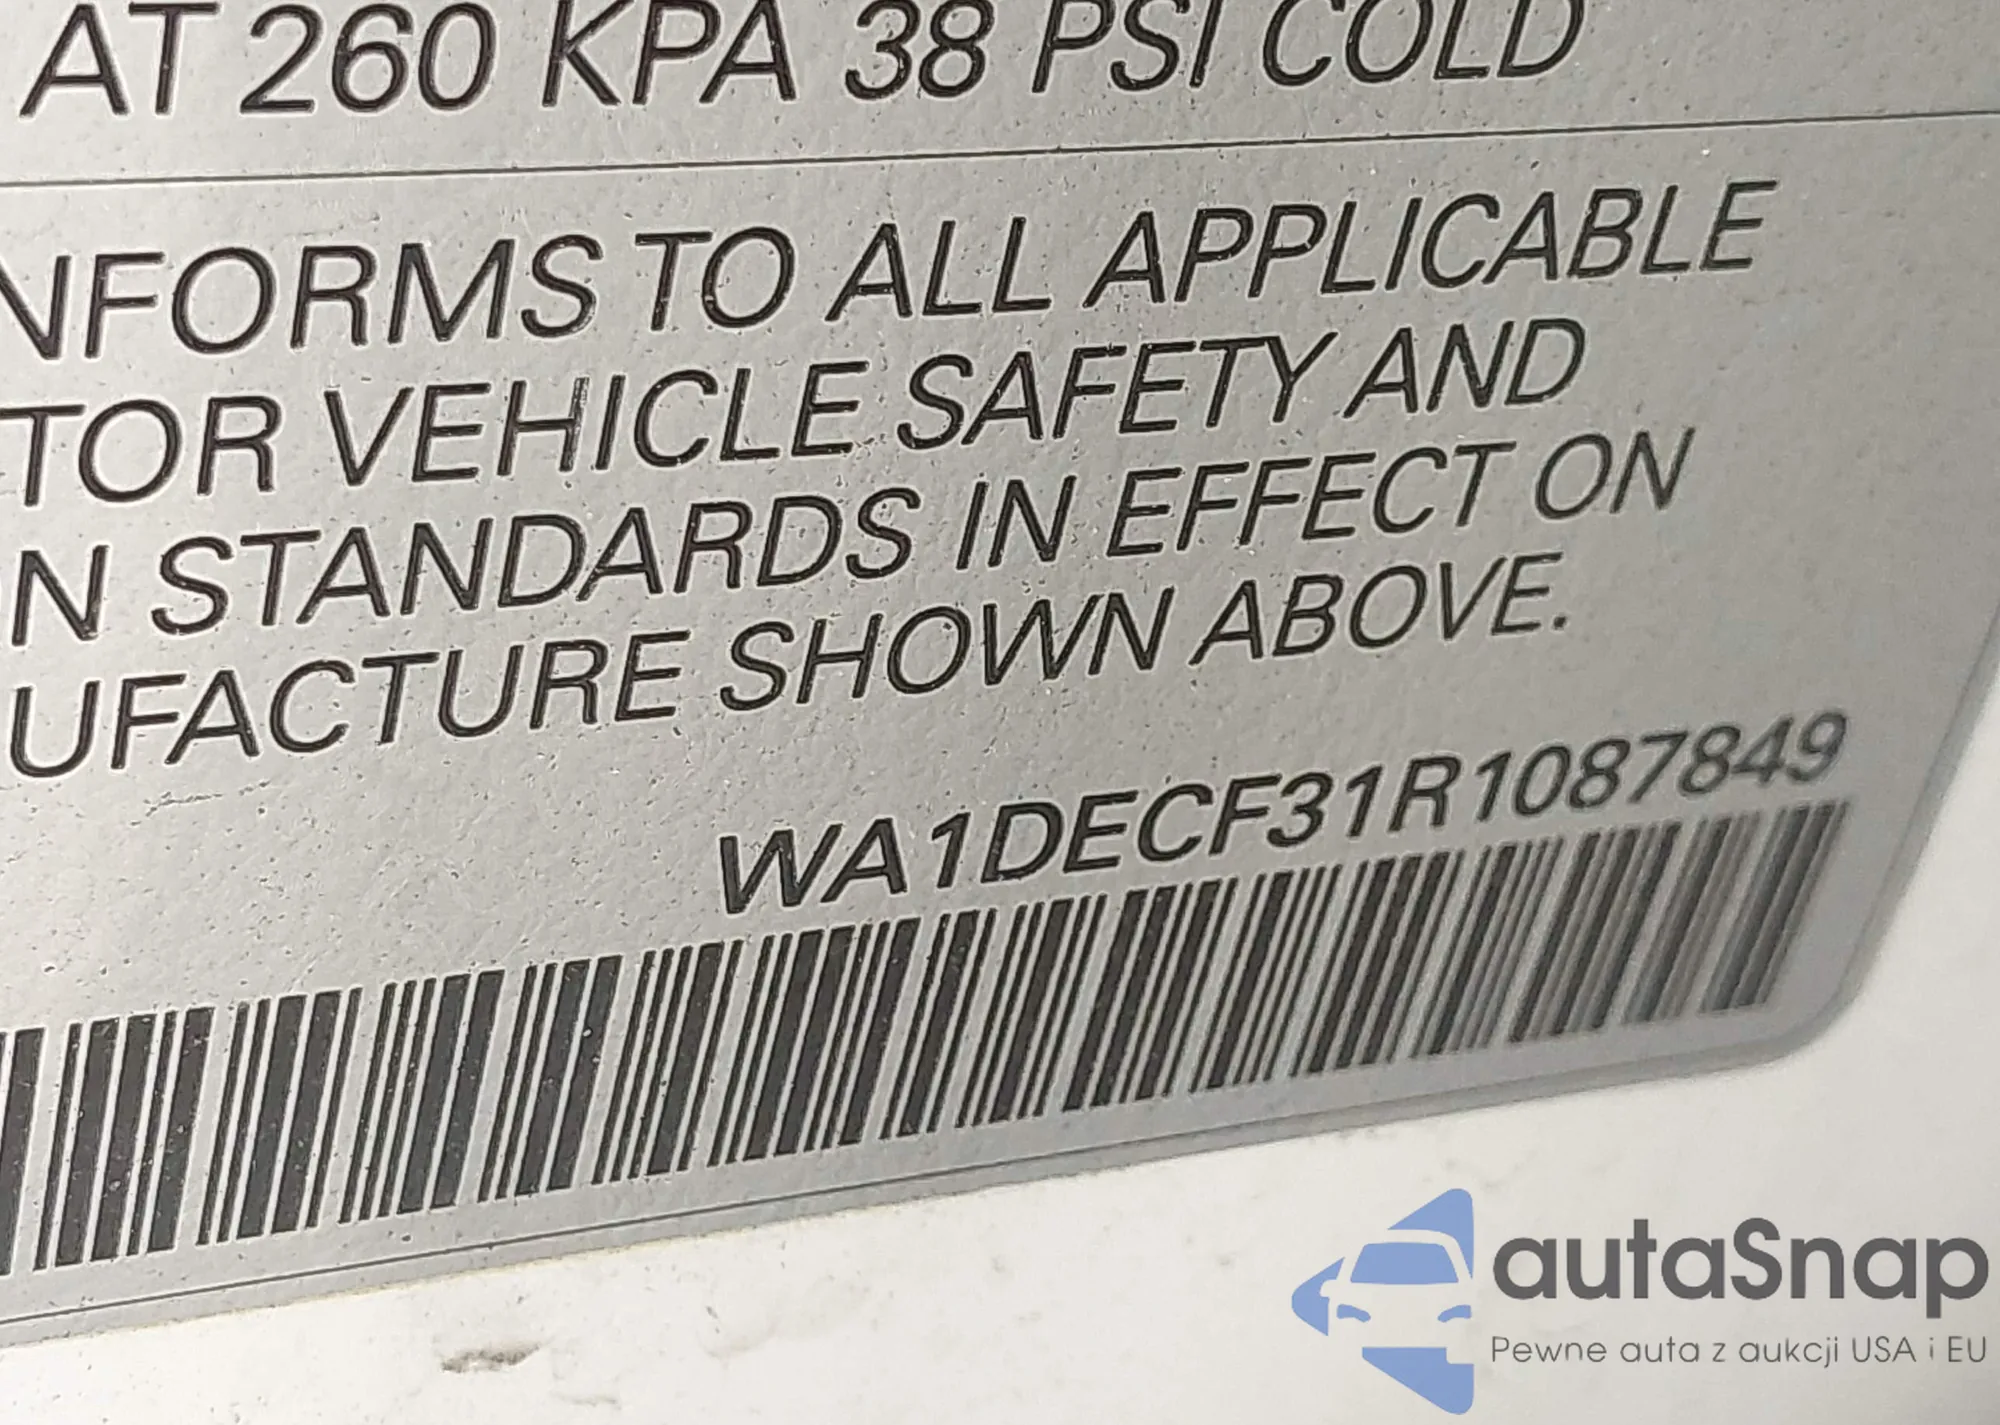 AT 260 KPA 38 PSI COLD
NFORMS TO ALL APPLICABLE
TOR VEHICLE SAFETY AND
N STANDARDS IN EFFECT ON
UFACTURE SHOWN ABOVE.
WA1DECF31R1087849
autaSnap
Pewne auta z aukcji USA i EU